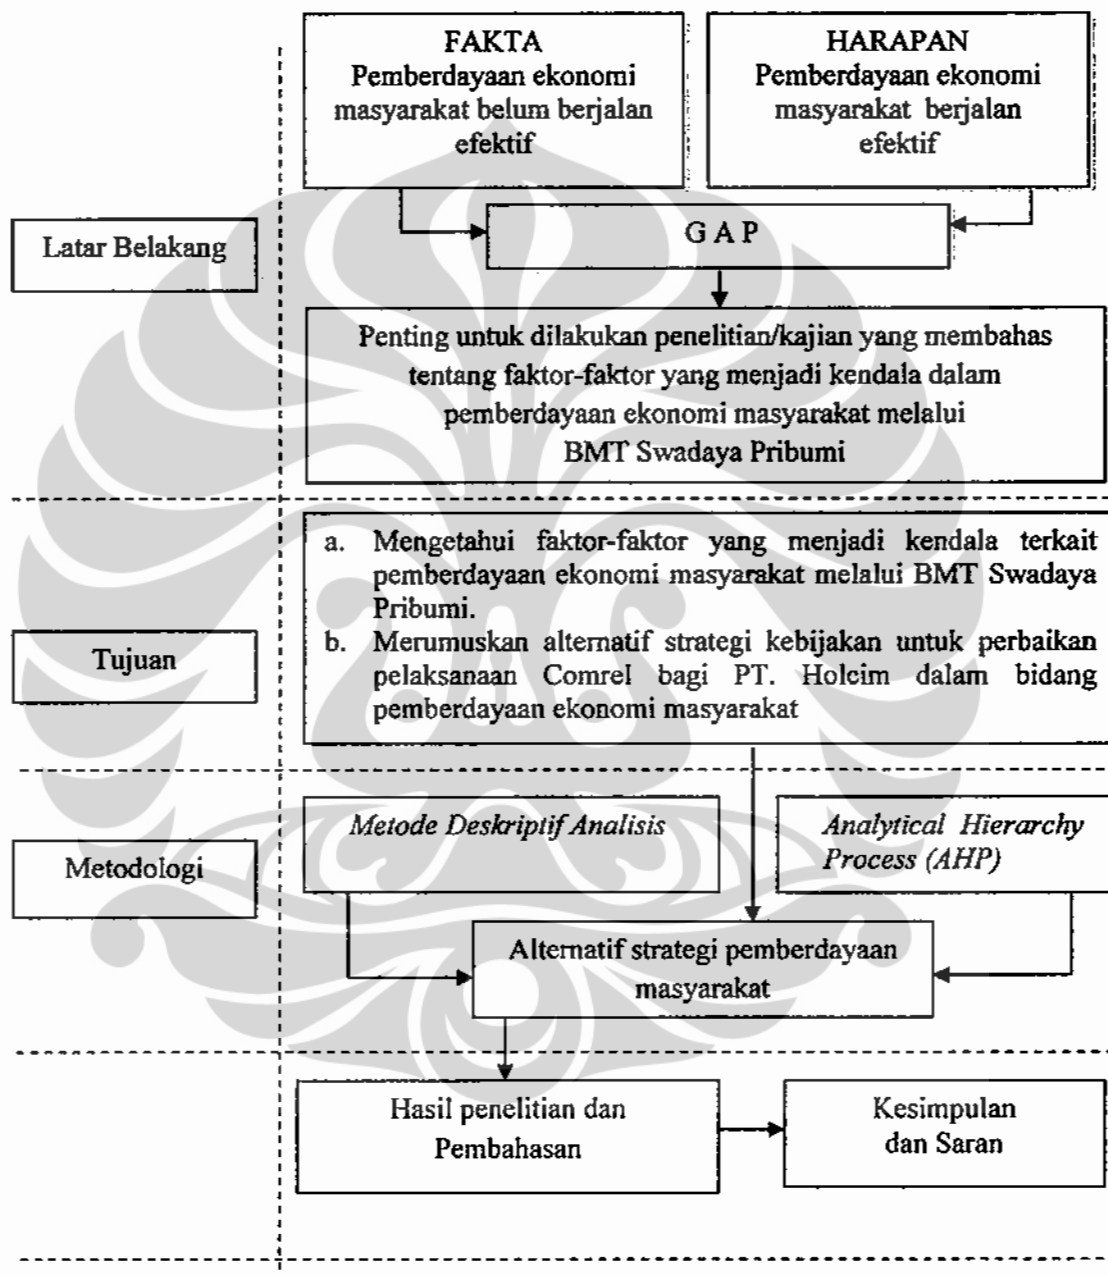 FAKTA
Pemberdayaan ekonomi
masyarakat belum berjalan
efektif
HARAPAN
Pemberdayaan ekonomi
masyarakat berjalan
efektif
Latar Belakang
G A P
Penting untuk dilakukan penelitian/kajian yang membahas
tentang faktor-faktor yang menjadi kendala dalam
pemberdayaan ekonomi masyarakat melalui
BMT Swadaya Pribumi
Tujuan
a. Mengetahui faktor-faktor yang menjadi kendala terkait
pemberdayaan ekonomi masyarakat melalui BMT Swadaya
Pribumi.
b. Merumuskan alternatif strategi kebijakan untuk perbaikan
pelaksanaan Comrel bagi PT. Holcim dalam bidang
pemberdayaan ekonomi masyarakat
Metodologi
Metode Deskriptif Analisis
Analytical Hierarchy
Process (AHP)
Alternatif strategi pemberdayaan
masyarakat
Hasil penelitian dan
Pembahasan
Kesimpulan
dan Saran